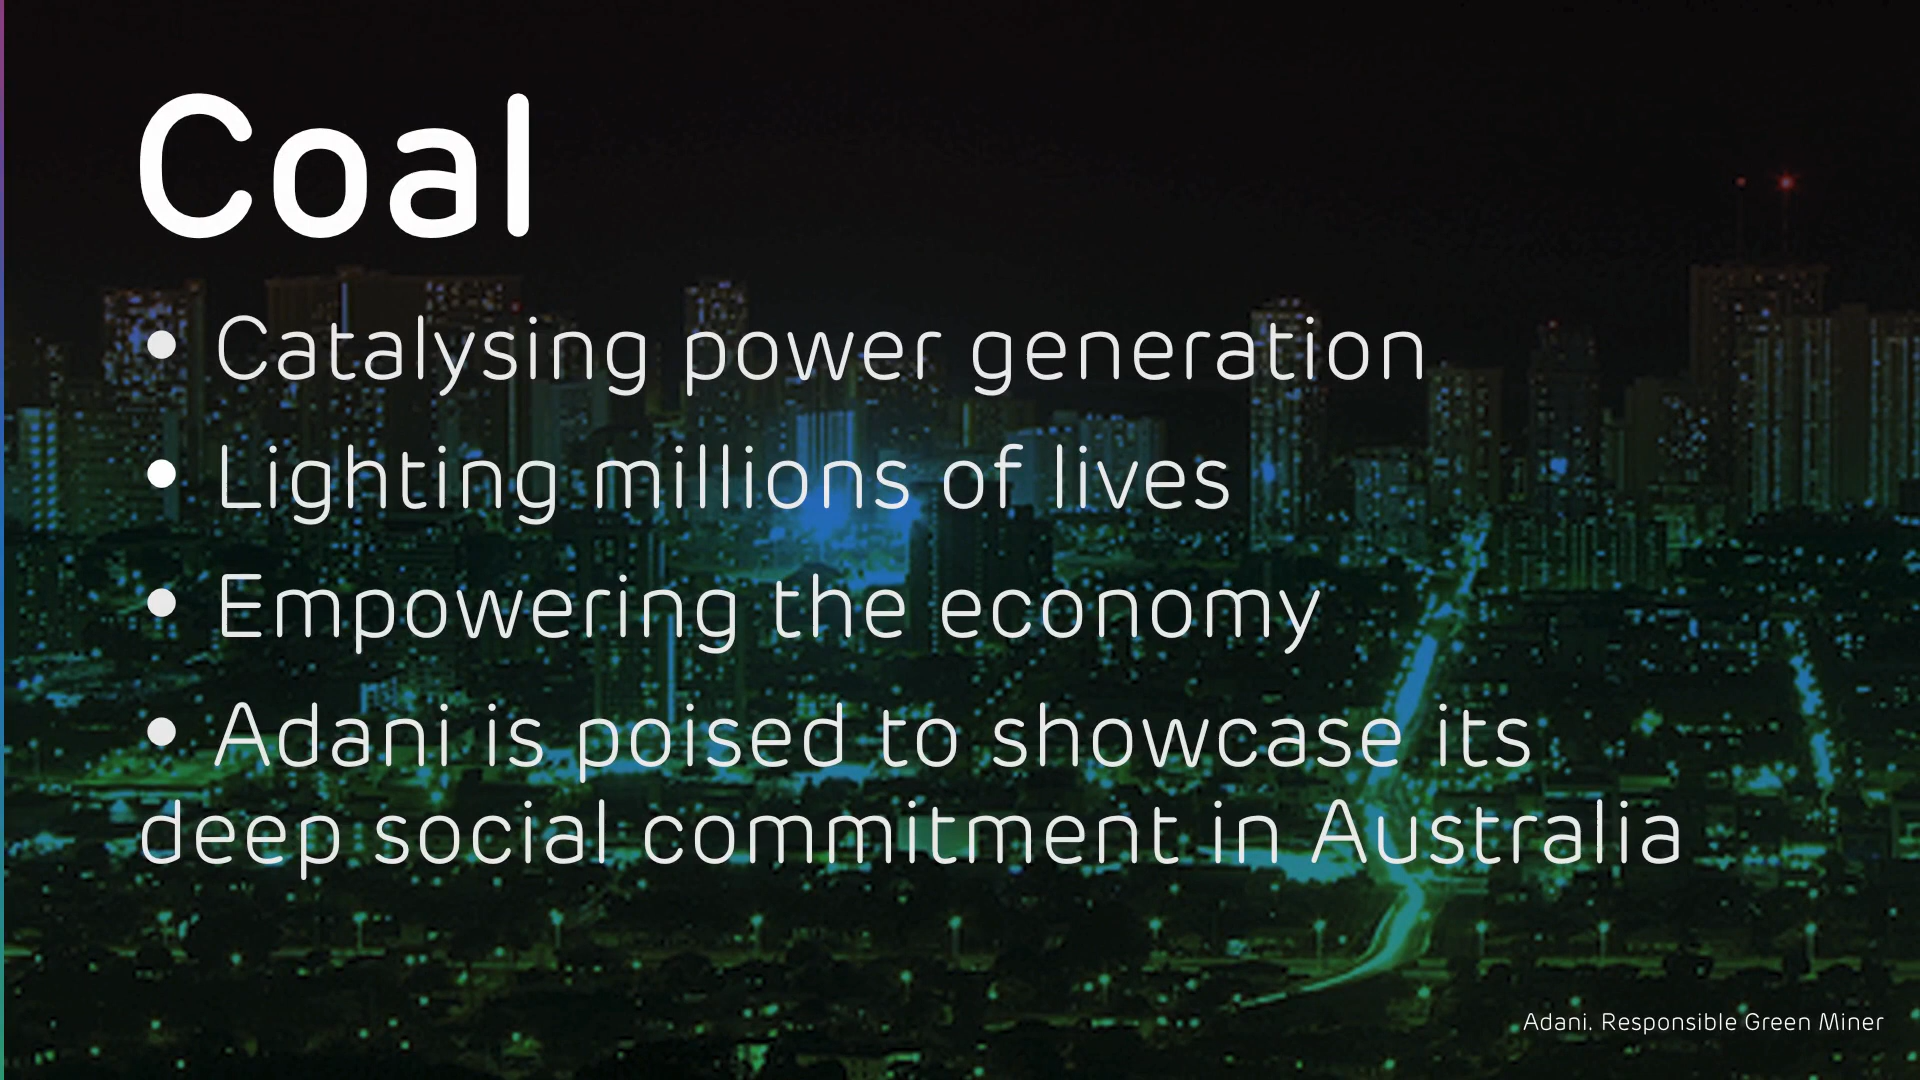 Coal
• Catalysing power generation
• Lighting millions of lives
• Empowering the economy
• Adani is poised to showcase its
deep social commitment in Australia
Adani. Responsible Green Miner